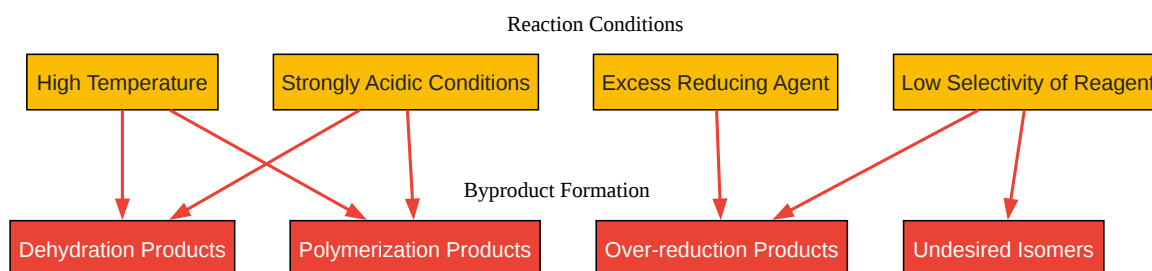 Reaction Conditions
High Temperature
Strongly Acidic Conditions
Excess Reducing Agent
Low Selectivity of Reagent
Byproduct Formation
Dehydration Products
Polymerization Products
Over-reduction Products
Undesired Isomers